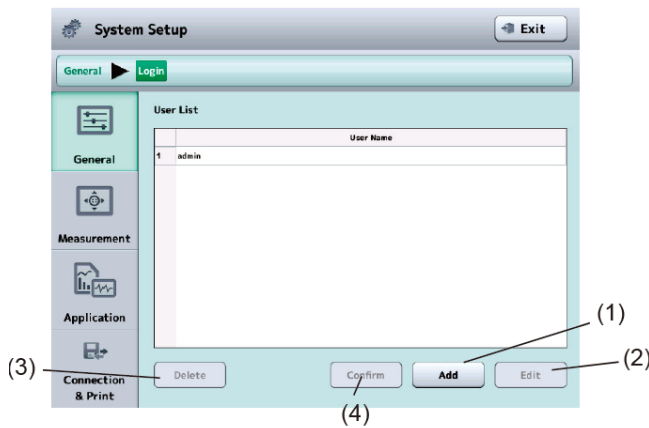 System Setup
Exit
General
Login
General
Measurement
Application
Connection
& Print
User List
User Name
1 admin
Delete
Confirm
Add
Edit
(1)
(2)
(3)
(4)